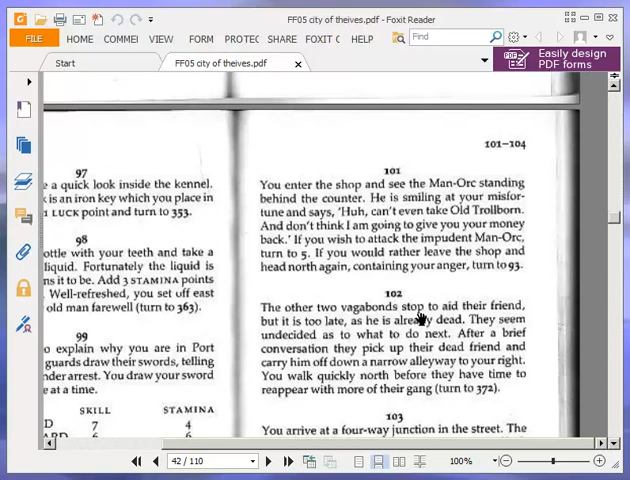 FF05 city of theives.pdf - Foxit Reader
FILE
HOME
COMMEI
VIEW
FORM
PROTEC
SHARE
FOXIT C
HELP
Find
Start
FF05 city of theives.pdf
Easily design
PDF forms
97
e a quick look inside the kennel.
is an iron key which you place in
1 LUCK point and turn to 353.
98
ottle with your teeth and take a
liquid. Fortunately the liquid is
ns it to be. Add 3 STAMINA points
Well-refreshed, you set off east
old man farewell (turn to 363).
99
o explain why you are in Port
guards draw their swords, telling
nder arrest. You draw your sword
e at a time.
SKILL STAMINA
D 7 4
ARD 6 6
101–104
101
You enter the shop and see the Man-Orc standing
behind the counter. He is smiling at your misfor-
tune and says, 'Huh, can't even take Old Trollborn.
And don't think I am going to give you your money
back.' If you wish to attack the impudent Man-Orc,
turn to 5. If you would rather leave the shop and
head north again, containing your anger, turn to 93.
102
The other two vagabonds stop to aid their friend,
but it is too late, as he is already dead. They seem
undecided as to what to do next. After a brief
conversation they pick up their dead friend and
carry him off down a narrow alleyway to your right.
You walk quickly north before they have time to
reappear with more of their gang (turn to 372).
103
You arrive at a four-way junction in the street. The
42 / 110
100%